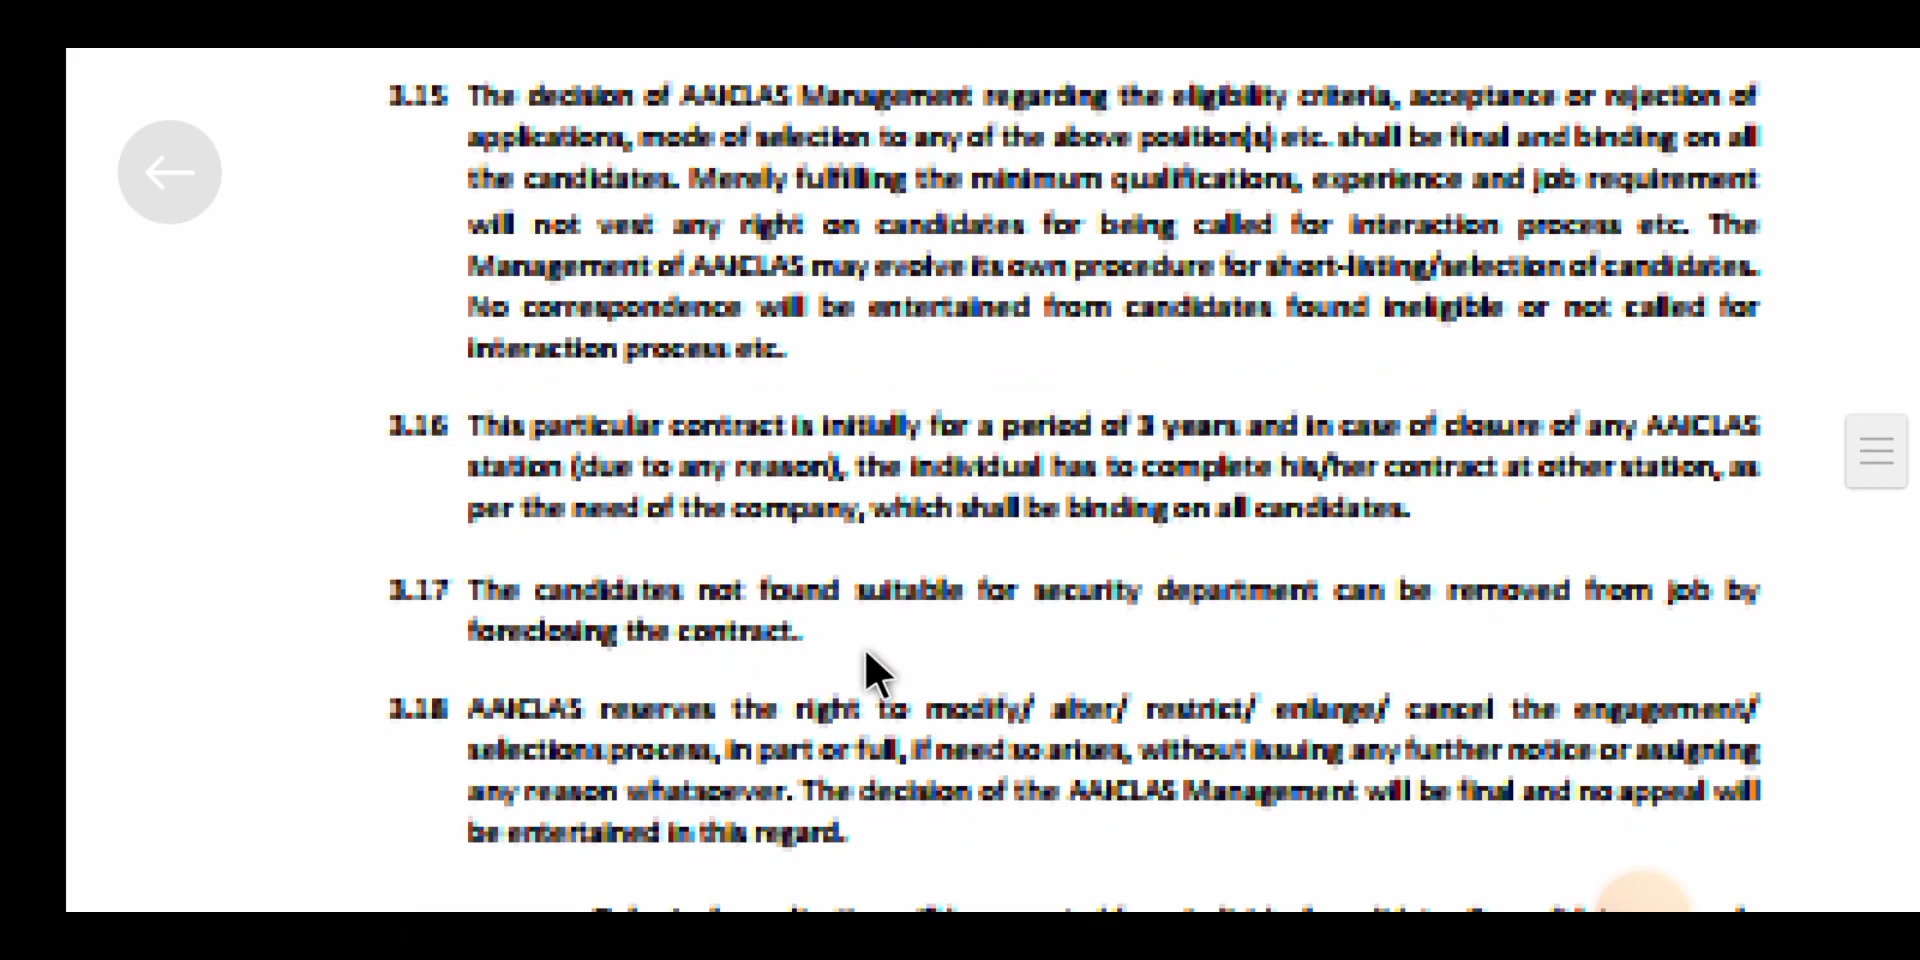 3.15 The decision of AAICLAS Management regarding the eligibility criteria, acceptance or rejection of
applications, mode of selection to any of the above position(s) etc. shall be final and binding on all
the candidates. Merely fulfilling the minimum qualifications, experience and job requirement
will not vest any right on candidates for being called for interaction process etc. The
Management of AAICLAS may evolve its own procedure for short-listing/selection of candidates.
No correspondence will be entertained from candidates found ineligible or not called for
interaction process etc.
3.16 This particular contract is initially for a period of 3 years and in case of closure of any AAICLAS
station (due to any reason), the individual has to complete his/her contract at other station, as
per the need of the company, which shall be binding on all candidates.
3.17 The candidates not found suitable for security department can be removed from job by
foreclosing the contract.
3.18 AAICLAS reserves the right to modify/ alter/ restrict/ enlarge/ cancel the engagement/
selections process, in part or full, if need so arises, without issuing any further notice or assigning
any reason whatsoever. The decision of the AAICLAS Management will be final and no appeal will
be entertained in this regard.